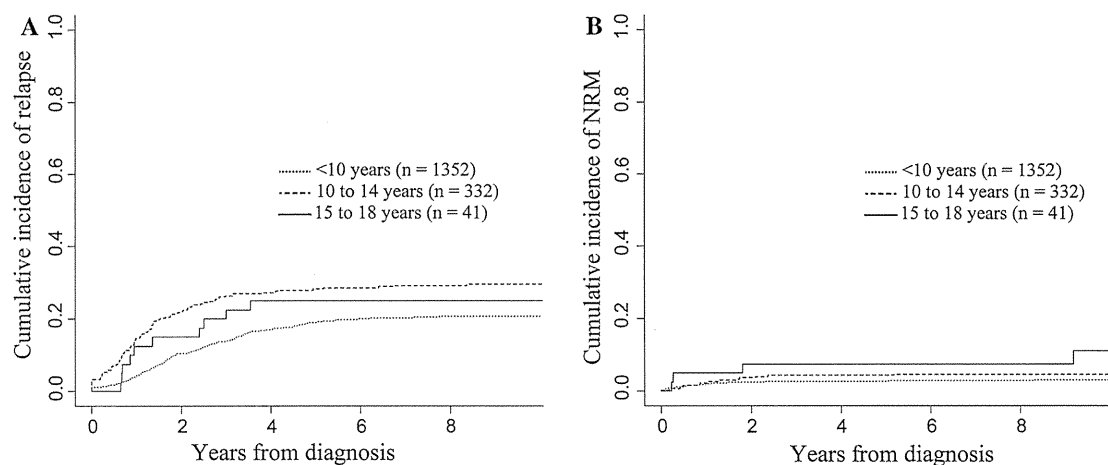 A
Cumulative incidence of relapse
1.0
0.8
0.6
0.4
0.2
0.0
<10 years (n = 1352)
10 to 14 years (n = 332)
15 to 18 years (n = 41)
0 2 4 6 8
Years from diagnosis
B
Cumulative incidence of NRM
1.0
0.8
0.6
0.4
0.2
0.0
<10 years (n = 1352)
10 to 14 years (n = 332)
15 to 18 years (n = 41)
0 2 4 6 8
Years from diagnosis